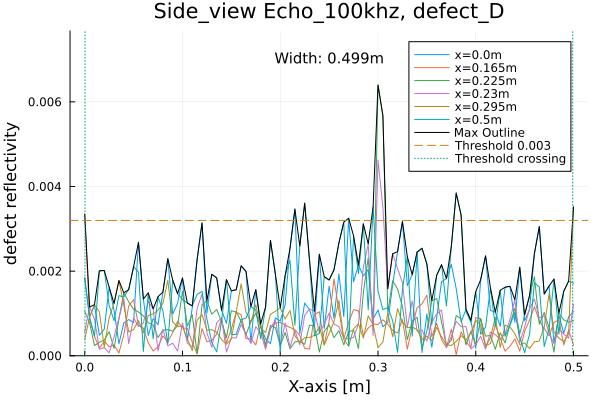 Side_view Echo_100khz, defect_D
Width: 0.499m
x=0.0m
x=0.165m
x=0.225m
x=0.23m
x=0.295m
x=0.5m
Max Outline
Threshold 0.003
Threshold crossing
defect reflectivity
0.006
0.004
0.002
0.000
0.0 0.1 0.2 0.3 0.4 0.5
X-axis [m]